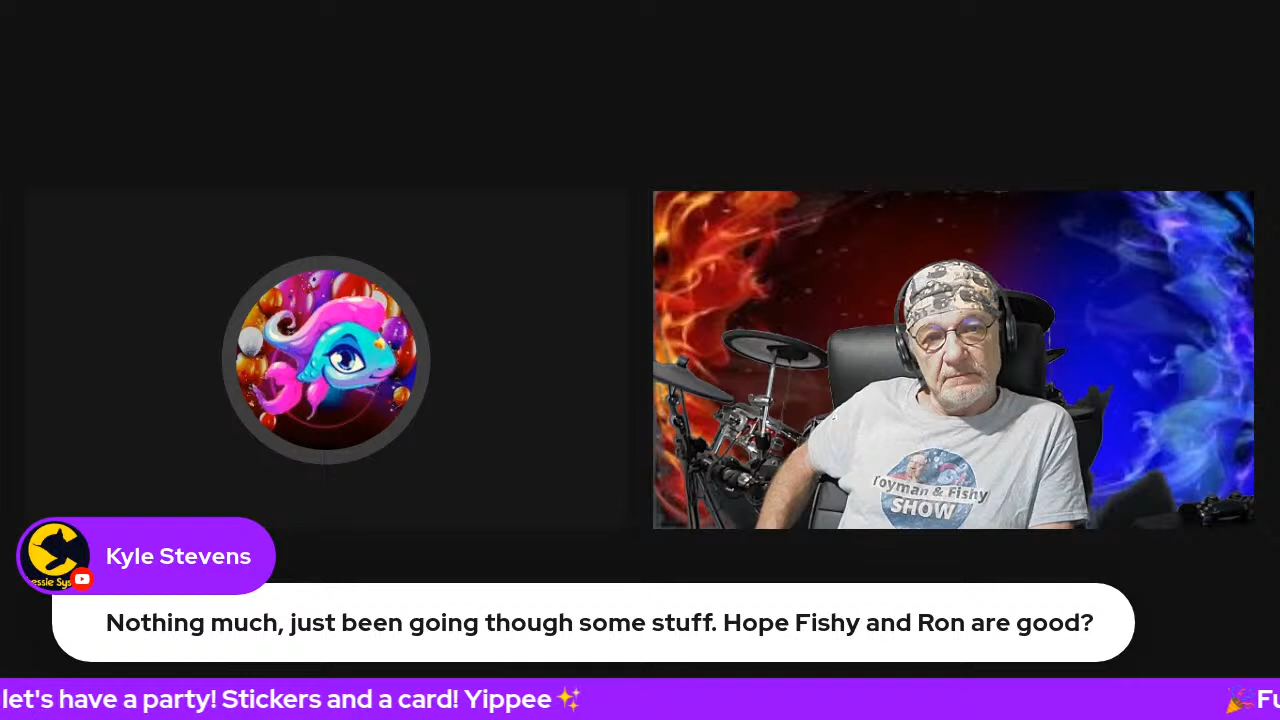 Toyman & Fishy
SHOW
Kyle Stevens
Nothing much, just been going though some stuff. Hope Fishy and Ron are good?
let's have a party! Stickers and a card! Yippee✨
🎉Fu